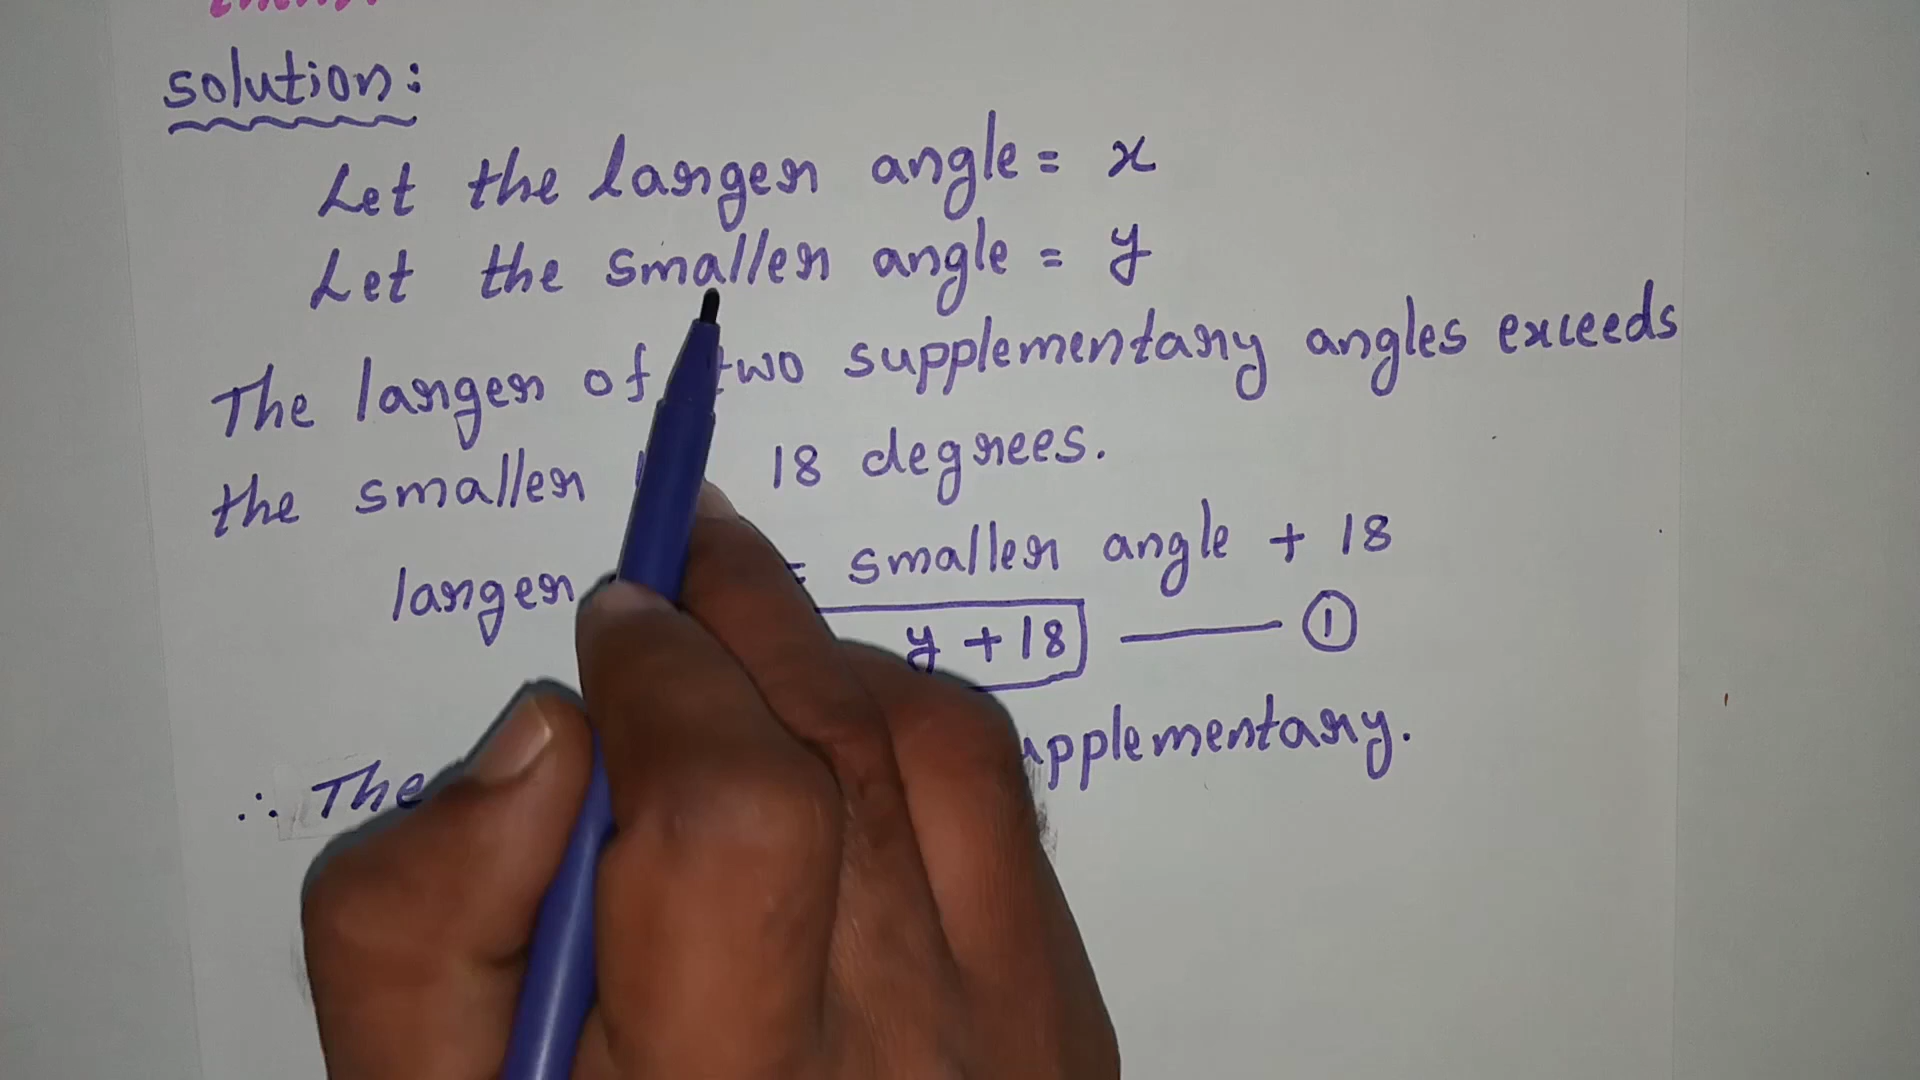 solution:
Let the larger angle = x
Let the smaller angle = y
The larger of two supplementary angles exceeds
the smaller 18 degrees.
larger = smaller angle + 18
y + 18 ——— ①
∴ The supplementary.